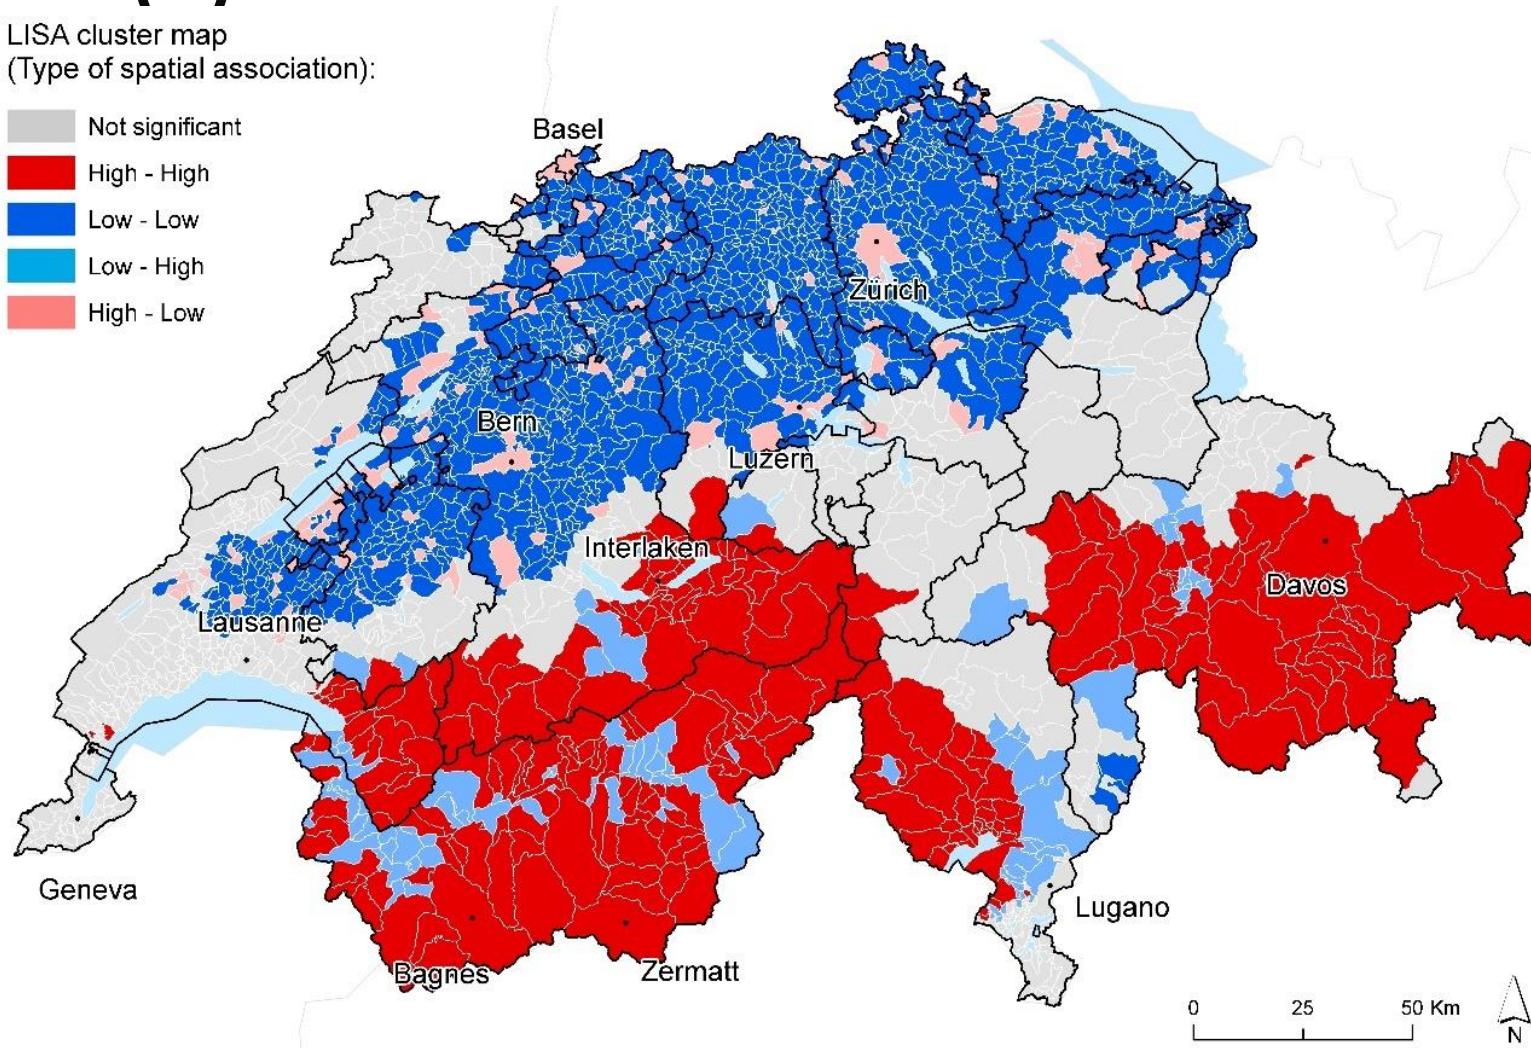 LISA cluster map
(Type of spatial association):
Not significant
High - High
Low - Low
Low - High
High - Low
Basel
Zürich
Bern
Luzern
Interlaken
Davos
Lausanne
Geneva
Lugano
Bagnes
Zermatt
0 25 50 Km
N